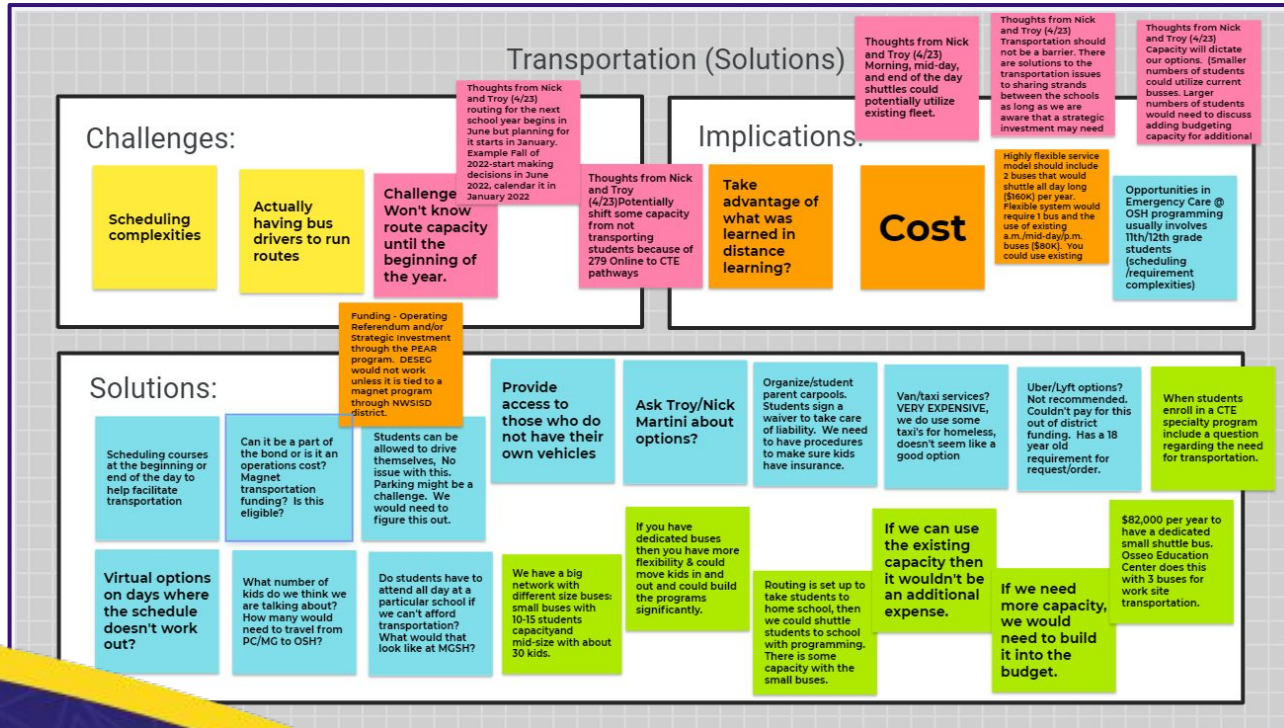 Transportation (Solutions)
Thoughts from Nick
and Troy (4/23)
Morning, mid-day,
and end of the day
shuttles could
potentially utilize
existing fleet.
Thoughts from Nick
and Troy (4/23)
Transportation should
not be a barrier. There
are solutions to the
transportation issues
to sharing strands
between the schools
as long as we are
aware that a strategic
investment may need
Thoughts from Nick
and Troy (4/23)
Capacity will dictate
our options.  (Smaller
numbers of students
could utilize current
busses. Larger
numbers of students
would need to discuss
adding budgeting
capacity for additional
Challenges:
Scheduling
complexities
Actually
having bus
drivers to run
routes
Challenge
Won't know
route capacity
until the
beginning of
the year.
Thoughts from Nick
and Troy (4/23)
routing for the next
school year begins in
June but planning for
it starts in January.
Example Fall of
2022-start making
decisions in June
2022, calendar it in
January 2022
Thoughts from Nick
and Troy
(4/23)Potentially
shift some capacity
from not
transporting
students because of
279 Online to CTE
pathways
Implications:
Take
advantage of
what was
learned in
distance
learning?
Cost
Highly flexible service
model should include
2 buses that would
shuttle all day long
($160K) per year.
Flexible system would
require 1 bus and the
use of existing
a.m./mid-day/p.m.
buses ($80K).  You
could use existing
Opportunities in
Emergency Care @
OSH programming
usually involves
11th/12th grade
students
(scheduling
/requirement
complexities)
Solutions:
Funding - Operating
Referendum and/or
Strategic Investment
through the PEAR
program.  DESEG
would not work
unless it is tied to a
magnet program
through NWSISD
district.
Scheduling courses
at the beginning or
end of the day to
help facilitate
transportation
Can it be a part of
the bond or is it an
operations cost?
Magnet
transportation
funding?  Is this
eligible?
Students can be
allowed to drive
themselves,  No
issue with this.
Parking might be a
challenge.  We
would need to
figure this out.
Provide
access to
those who do
not have their
own vehicles
Ask Troy/Nick
Martini about
options?
Organize/student
parent carpools.
Students sign a
waiver to take care
of liability.  We need
to have procedures
to make sure kids
have insurance.
Van/taxi services?
VERY EXPENSIVE,
we do use some
taxi's for homeless,
doesn't seem like a
good option
Uber/Lyft options?
Not recommended.
Couldn't pay for this
out of district
funding.  Has a 18
year old
requirement for
request/order.
When students
enroll in a CTE
specialty program
include a question
regarding the need
for transportation.
Virtual options
on days where
the schedule
doesn't work
out?
What number of
kids do we think we
are talking about?
How many would
need to travel from
PC/MG to OSH?
Do students have to
attend all day at a
particular school if
we can't afford
transportation?
What would that
look like at MGSH?
We have a big
network with
different size buses:
small buses with
10-15 students
capacityand
mid-size with about
30 kids.
If you have
dedicated buses
then you have more
flexibility & could
move kids in and
out and could build
the programs
significantly.
Routing is set up to
take students to
home school, then
we could shuttle
students to school
with programming.
There is some
capacity with the
small buses.
If we can use
the existing
capacity then
it wouldn't be
an additional
expense.
If we need
more capacity,
we would
need to build
it into the
budget.
$82,000 per year to
have a dedicated
small shuttle bus.
Osseo Education
Center does this
with 3 buses for
work site
transportation.